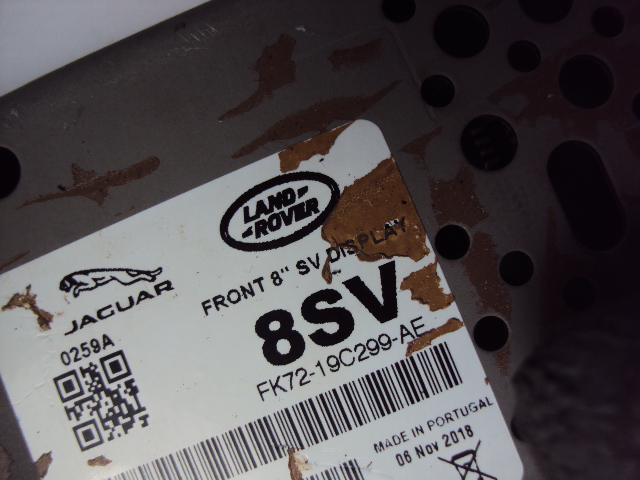 LAND
ROVER
JAGUAR
FRONT 8" SV DISPLAY
8SV
0259A
FK72-19C299-AE
MADE IN PORTUGAL
06 Nov 2018